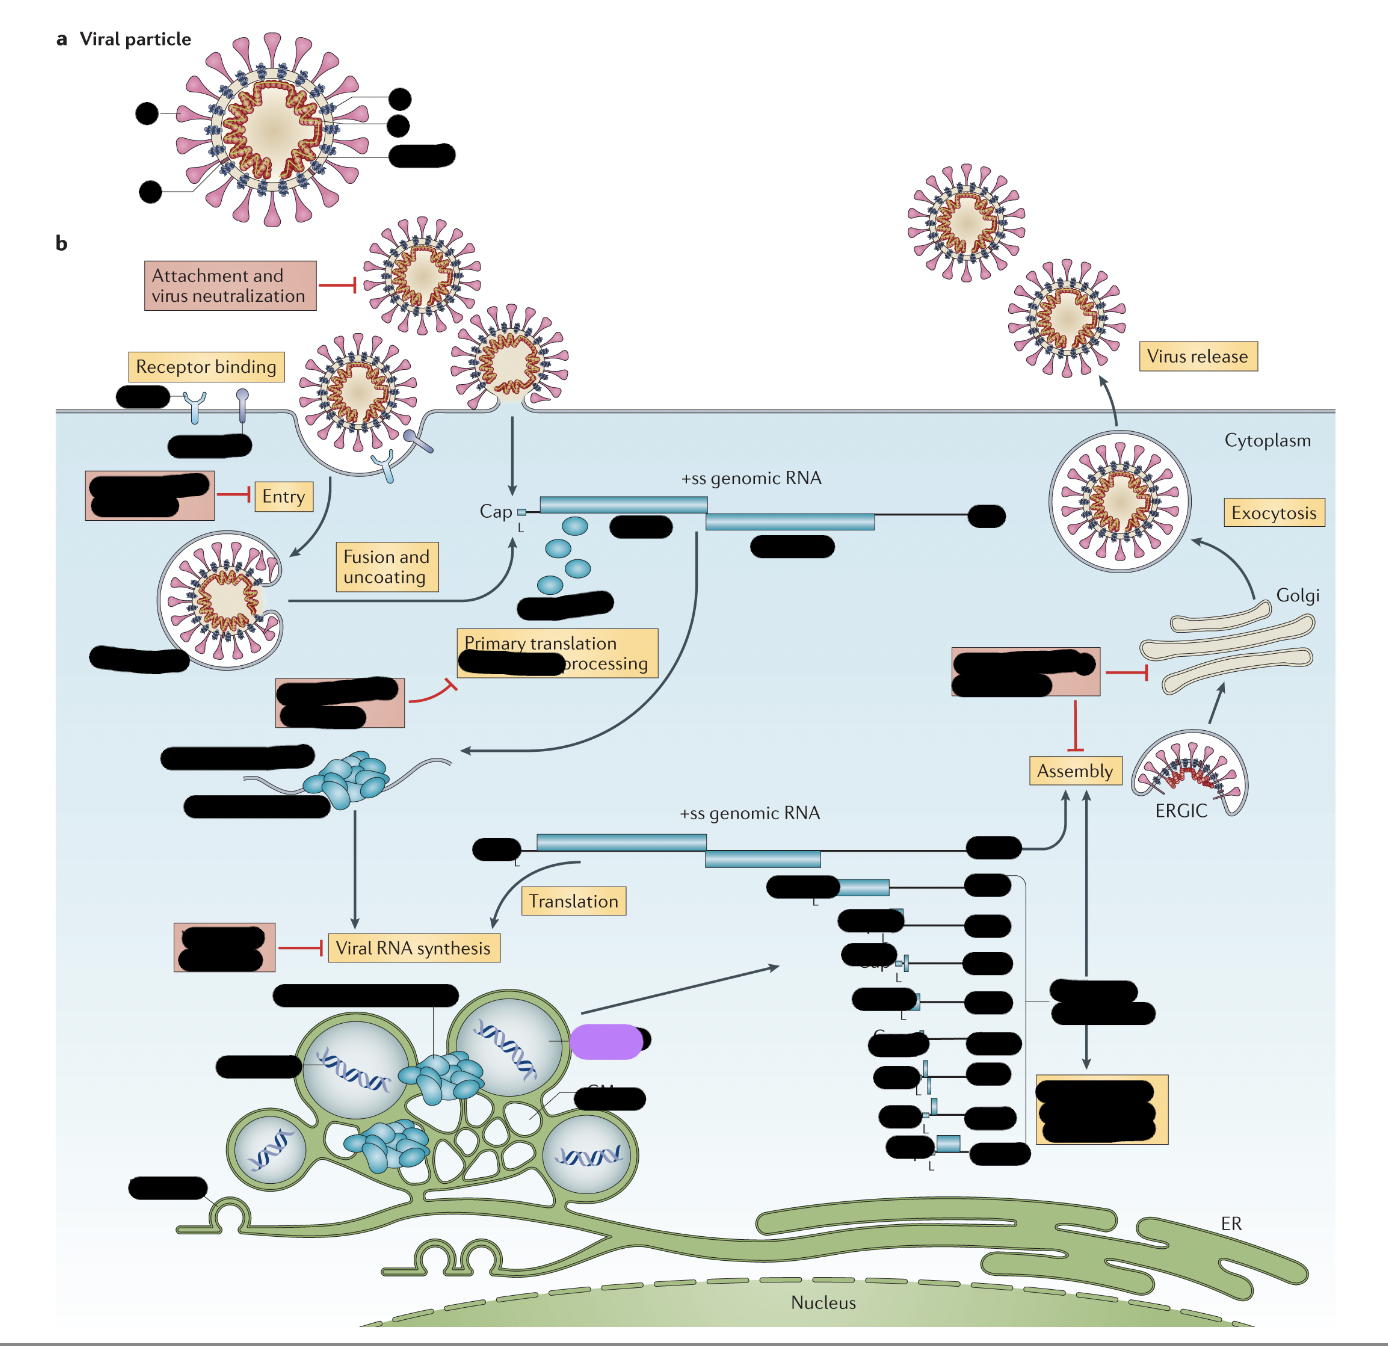 a Viral particle
b
Attachment and
virus neutralization
Receptor binding
Virus release
Cytoplasm
+ss genomic RNA
Entry
Cap
L
Exocytosis
Fusion and
uncoating
Golgi
Primary translation
processing
Assembly
ERGIC
+ss genomic RNA
L
Translation
L
L
Viral RNA synthesis
L
L
L
L
L
ER
Nucleus